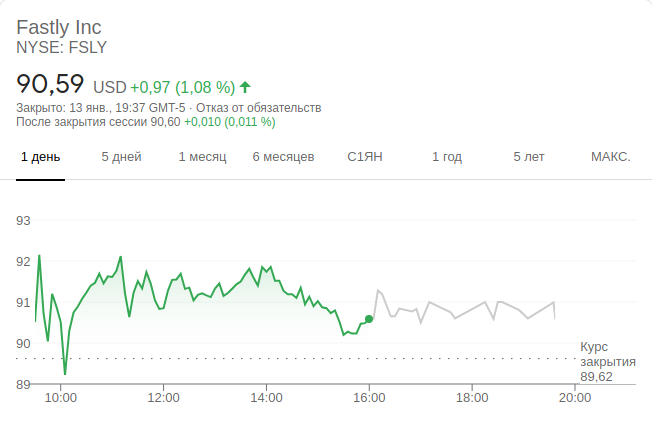 Fastly Inc
NYSE: FSLY
90,59 USD +0,97 (1,08 %)
Закрыто: 13 янв., 19:37 GMT-5 · Отказ от обязательств
После закрытия сессии 90,60 +0,010 (0,011 %)
1 день 5 дней 1 месяц 6 месяцев С1ЯН 1 год 5 лет МАКС.
93
92
91
90
Курс
закрытия
89,62
89
10:00 12:00 14:00 16:00 18:00 20:00